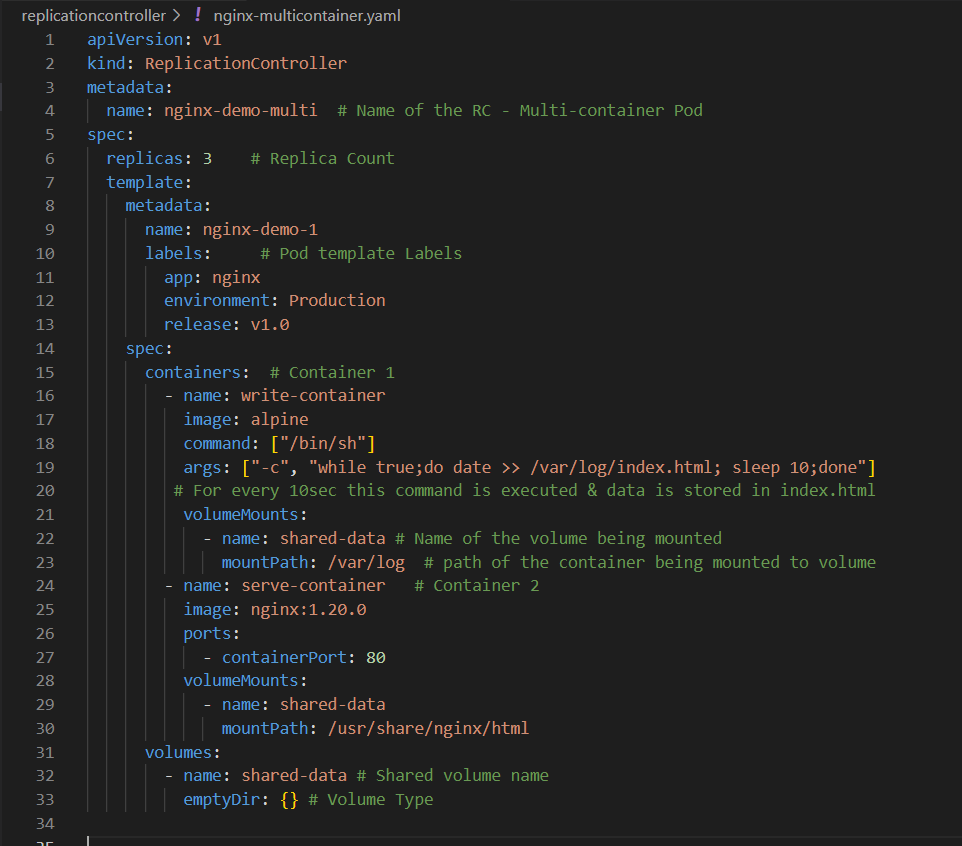 replicationcontroller > ! nginx-multicontainer.yaml
1 apiVersion: v1
2 kind: ReplicationController
3 metadata:
4   name: nginx-demo-multi  # Name of the RC - Multi-container Pod
5 spec:
6   replicas: 3    # Replica Count
7   template:
8     metadata:
9       name: nginx-demo-1
10       labels:     # Pod template Labels
11         app: nginx
12         environment: Production
13         release: v1.0
14     spec:
15       containers:  # Container 1
16         - name: write-container
17           image: alpine
18           command: ["/bin/sh"]
19           args: ["-c", "while true;do date >> /var/log/index.html; sleep 10;done"]
20          # For every 10sec this command is executed & data is stored in index.html
21           volumeMounts:
22             - name: shared-data # Name of the volume being mounted
23               mountPath: /var/log  # path of the container being mounted to volume
24         - name: serve-container   # Container 2
25           image: nginx:1.20.0
26           ports:
27             - containerPort: 80
28           volumeMounts:
29             - name: shared-data
30               mountPath: /usr/share/nginx/html
31       volumes:
32         - name: shared-data # Shared volume name
33           emptyDir: {} # Volume Type
34
35